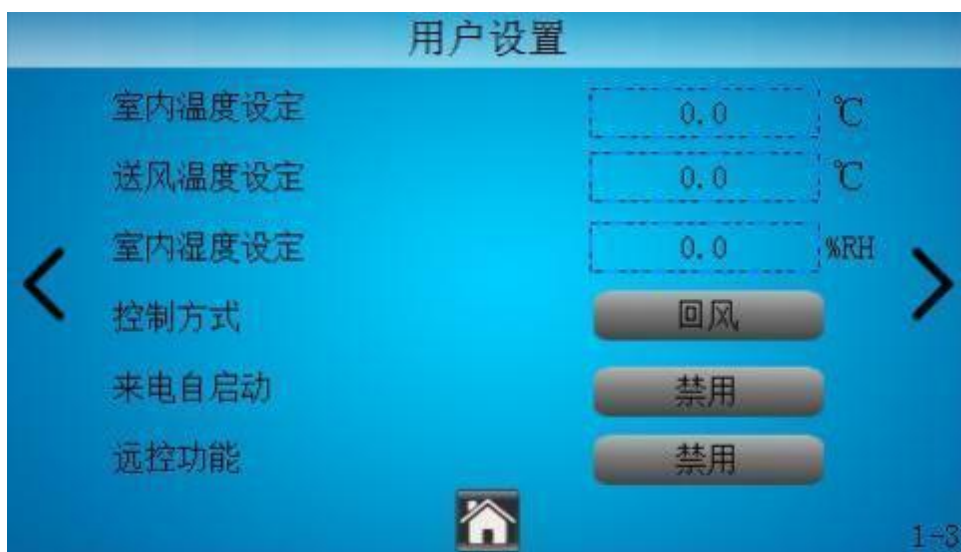 用户设置
室内温度设定 0.0 ℃
送风温度设定 0.0 ℃
室内湿度设定 0.0 %RH
控制方式 回风
来电自启动 禁用
远控功能 禁用
1-3